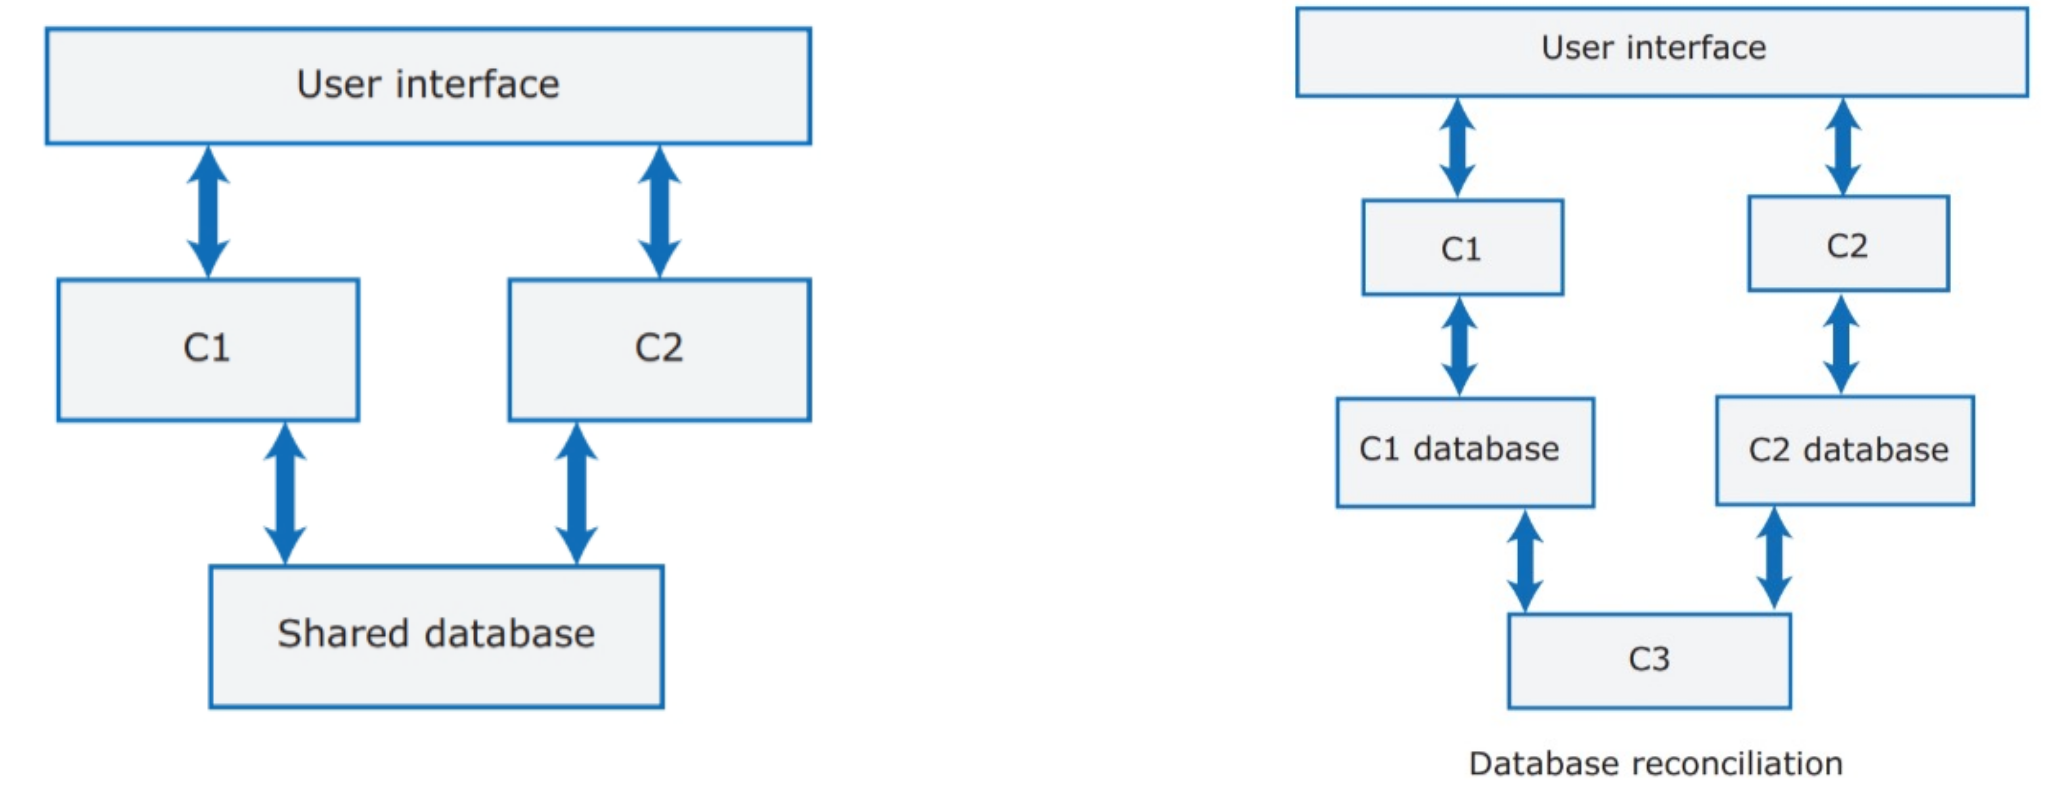 User interface
C1
C2
Shared database
User interface
C1
C2
C1 database
C2 database
C3
Database reconciliation